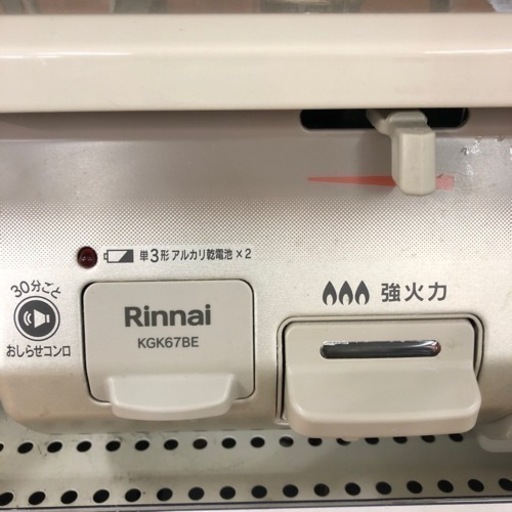 単3形アルカリ乾電池×2
30分ごと
おしらせコンロ
Rinnai
KGK67BE
強火力